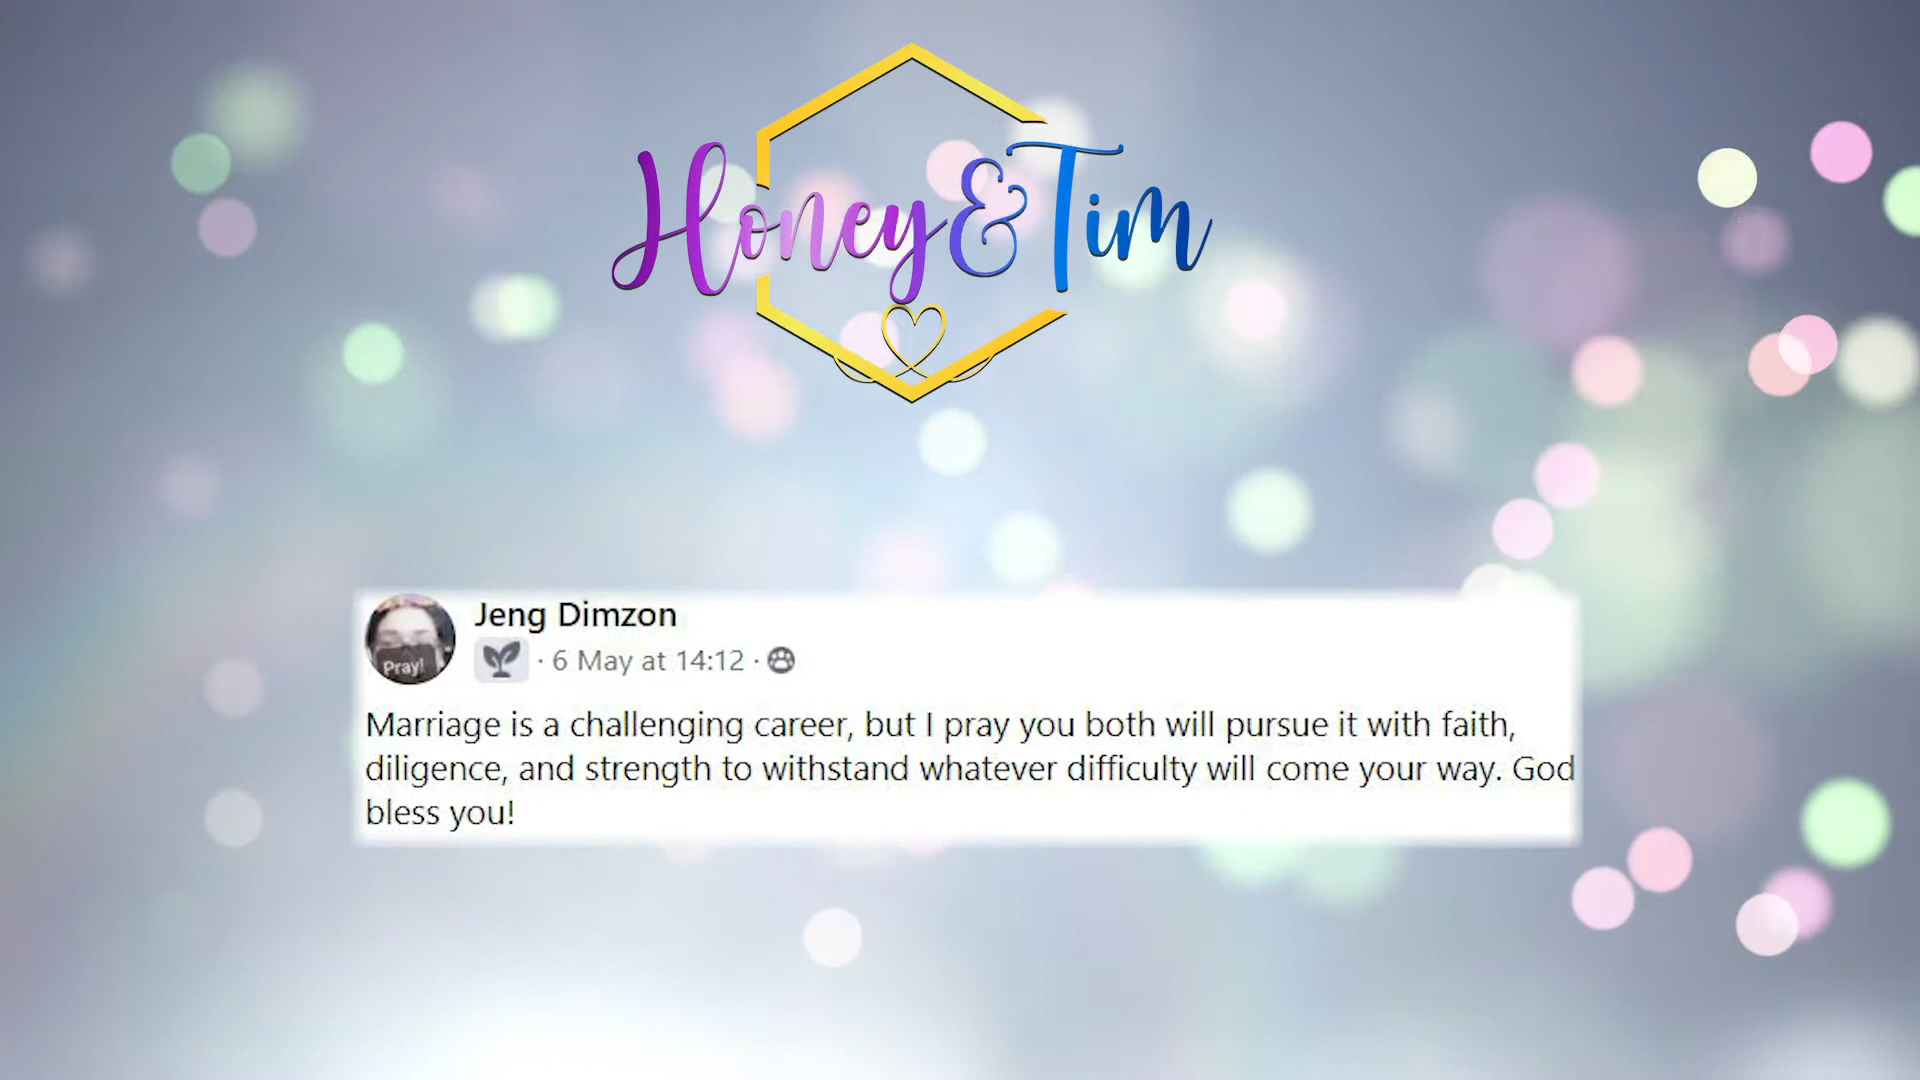 Honey & Tim
Jeng Dimzon
· 6 May at 14:12 ·
Pray!
Marriage is a challenging career, but I pray you both will pursue it with faith,
diligence, and strength to withstand whatever difficulty will come your way. God
bless you!